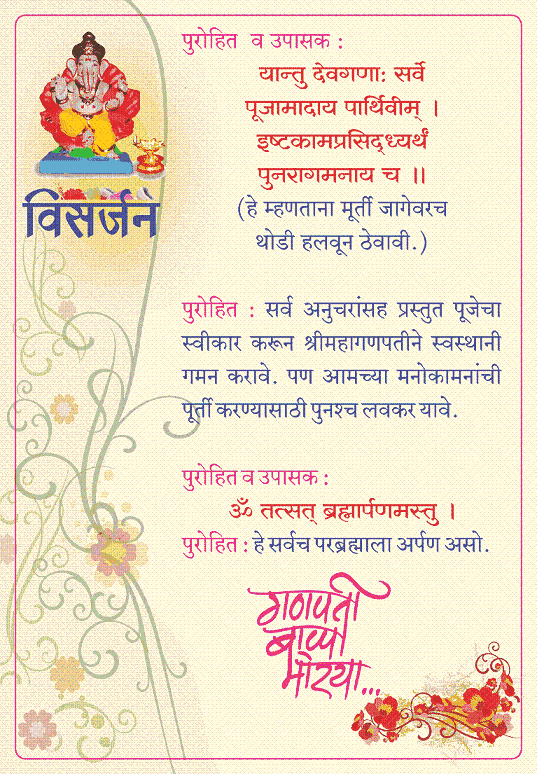 विसर्जन
पुरोहित व उपासक :
यान्तु देवगणाः सर्वे
पूजामादाय पार्थिवीम् ।
इष्टकामप्रसिद्ध्यर्थं
पुनरागमनाय च ॥
(हे म्हणताना मूर्ती जागेवरच
थोडी हलवून ठेवावी.)
पुरोहित : सर्व अनुचरांसह प्रस्तुत पूजेचा
स्वीकार करून श्रीमहागणपतीने स्वस्थानी
गमन करावे. पण आमच्या मनोकामनांची
पूर्ती करण्यासाठी पुनश्च लवकर यावे.
पुरोहित व उपासक :
ॐ तत्सत् ब्रह्मार्पणमस्तु ।
पुरोहित : हे सर्वच परब्रह्माला अर्पण असो.
गणपती
बाप्पा
मोरया...